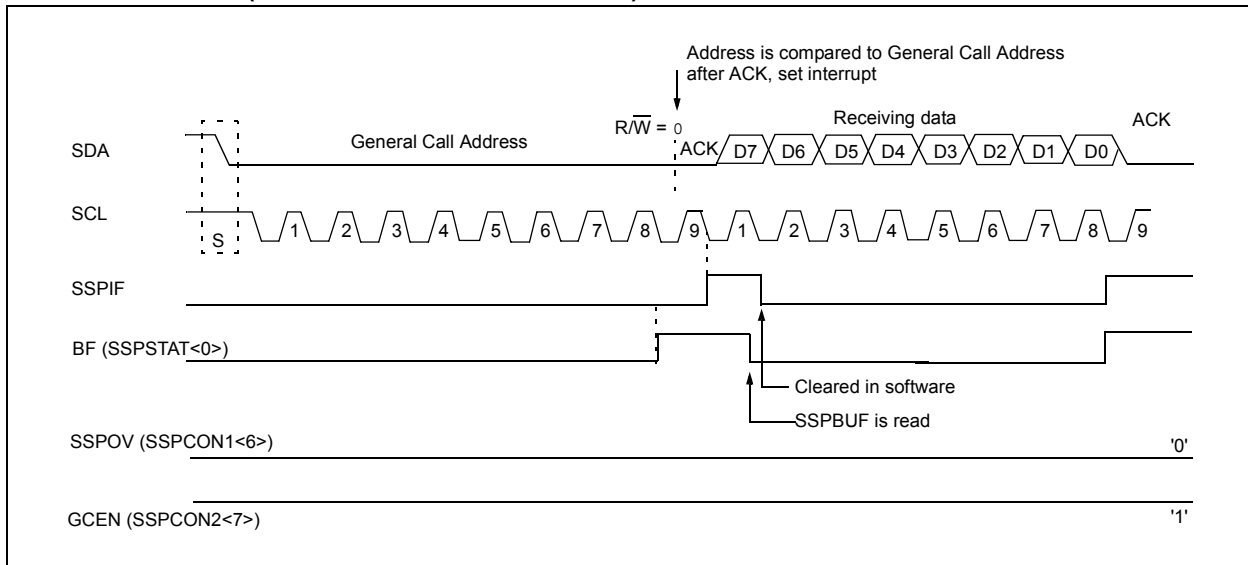 Address is compared to General Call Address
after ACK, set interrupt
R/W̅ = 0
Receiving data
ACK
SDA
General Call Address
ACK
D7 D6 D5 D4 D3 D2 D1 D0
SCL
S
1 2 3 4 5 6 7 8 9 1 2 3 4 5 6 7 8 9
SSPIF
BF (SSPSTAT<0>)
Cleared in software
SSPBUF is read
SSPOV (SSPCON1<6>)
'0'
GCEN (SSPCON2<7>)
'1'